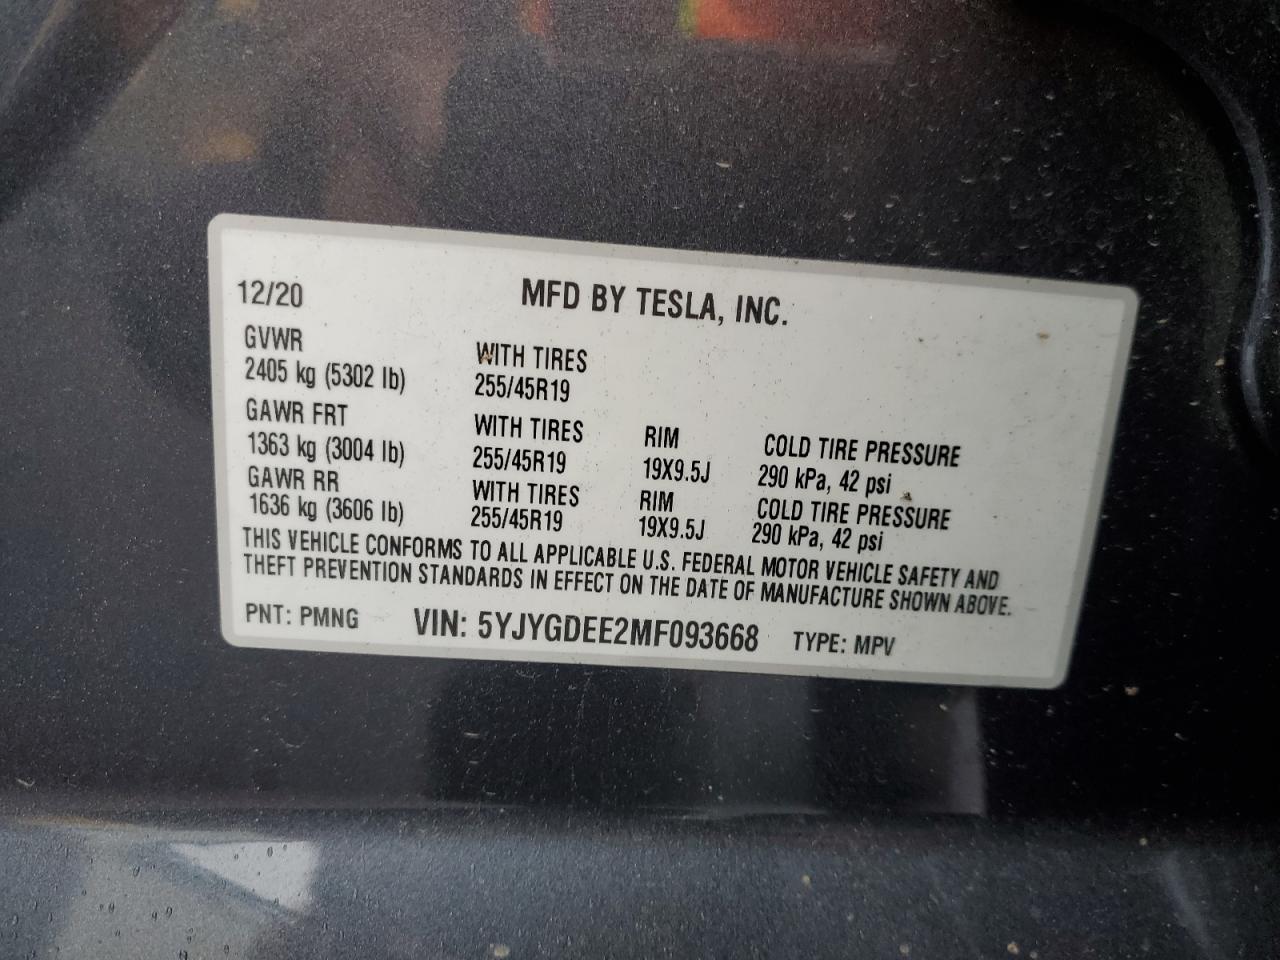 12/20 MFD BY TESLA, INC.
GVWR WITH TIRES
2405 kg (5302 lb) 255/45R19
GAWR FRT WITH TIRES RIM COLD TIRE PRESSURE
1363 kg (3004 lb) 255/45R19 19X9.5J 290 kPa, 42 psi
GAWR RR WITH TIRES RIM COLD TIRE PRESSURE
1636 kg (3606 lb) 255/45R19 19X9.5J 290 kPa, 42 psi
THIS VEHICLE CONFORMS TO ALL APPLICABLE U.S. FEDERAL MOTOR VEHICLE SAFETY AND
THEFT PREVENTION STANDARDS IN EFFECT ON THE DATE OF MANUFACTURE SHOWN ABOVE.
PNT: PMNG VIN: 5YJYGDEE2MF093668 TYPE: MPV